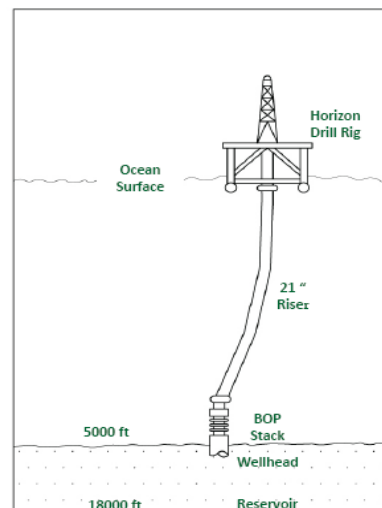 Horizon
Drill Rig
Ocean
Surface
21 "
Riser
BOP
Stack
5000 ft
Wellhead
18000 ft
Reservoir